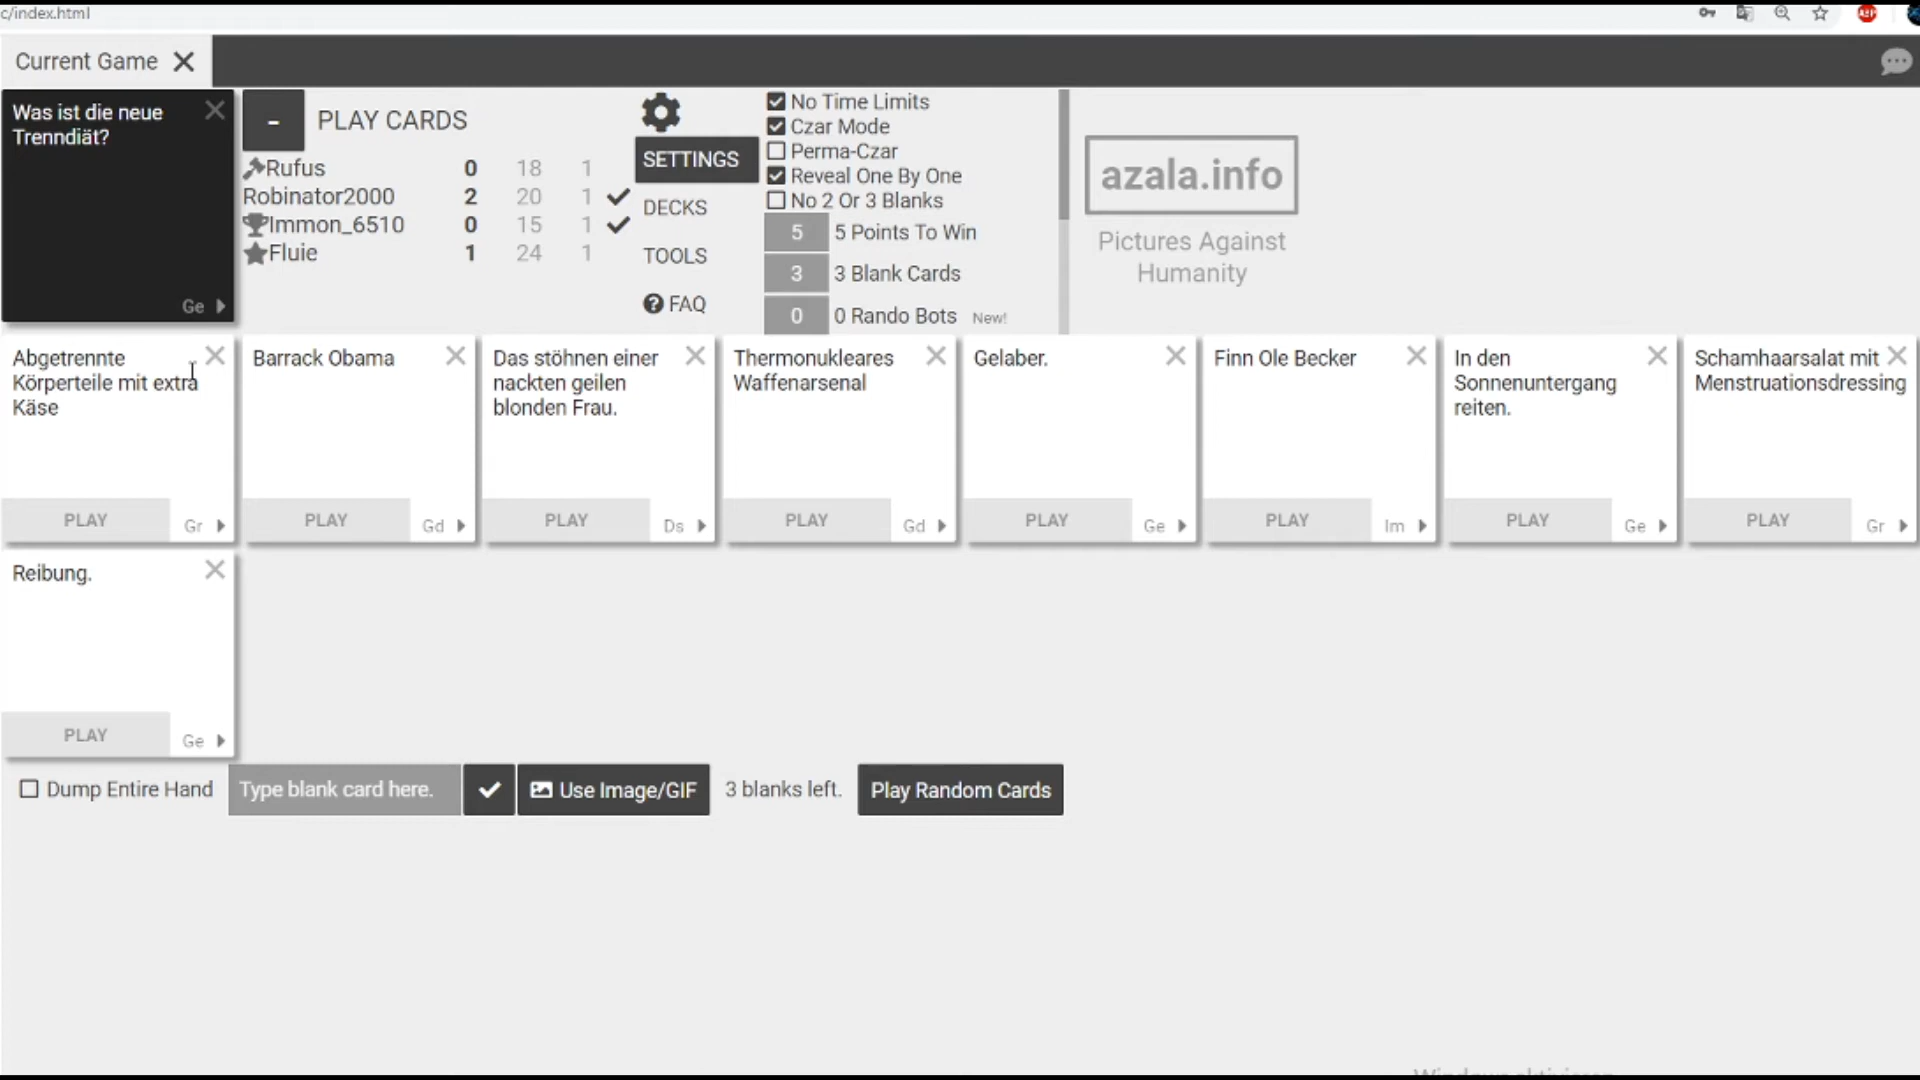 c/index.html
Current Game
Was ist die neue
Trenndiät?
Ge
-
PLAY CARDS
Rufus 0 18 1
Robinator2000 2 20 1
Immon_6510 0 15 1
Fluie 1 24 1
SETTINGS
DECKS
TOOLS
FAQ
No Time Limits
Czar Mode
Perma-Czar
Reveal One By One
No 2 Or 3 Blanks
5 5 Points To Win
3 3 Blank Cards
0 0 Rando Bots New!
azala.info
Pictures Against
Humanity
Abgetrennte
Körperteile mit extra
Käse
PLAY Gr
Barrack Obama
PLAY Gd
Das stöhnen einer
nackten geilen
blonden Frau.
PLAY Ds
Thermonukleares
Waffenarsenal
PLAY Gd
Gelaber.
PLAY Ge
Finn Ole Becker
PLAY Im
In den
Sonnenuntergang
reiten.
PLAY Ge
Schamhaarsalat mit
Menstruationsdressing
PLAY Gr
Reibung.
PLAY Ge
Dump Entire Hand
Type blank card here.
Use Image/GIF
3 blanks left.
Play Random Cards